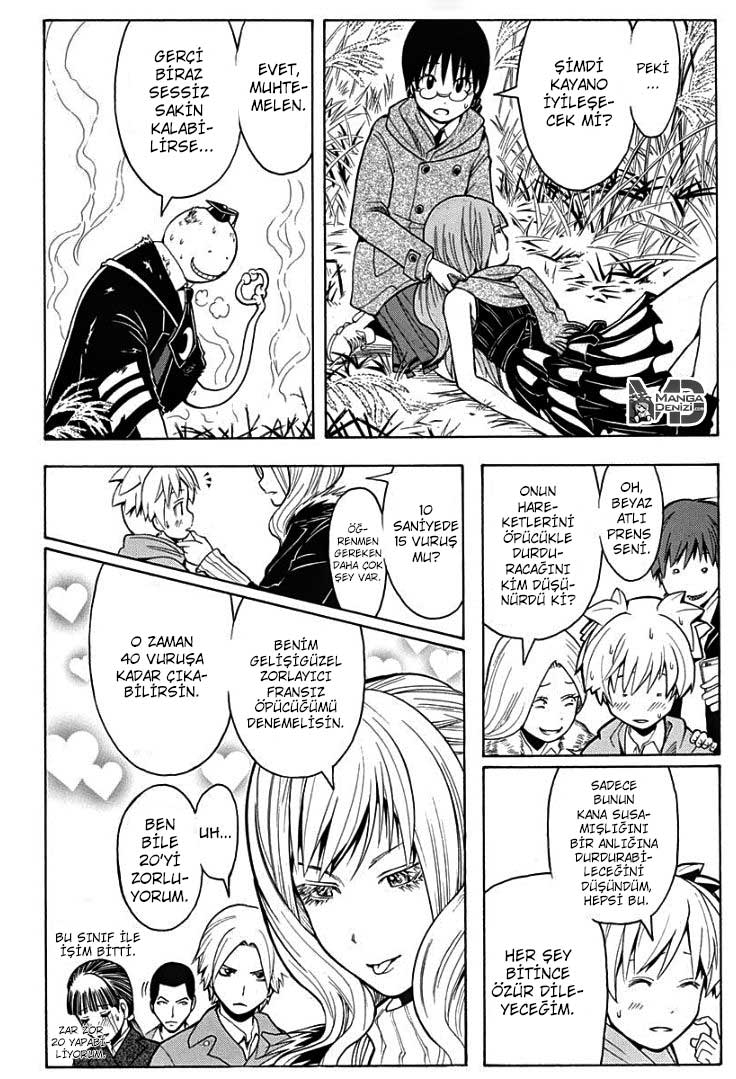 PEKİ
...
ŞİMDİ
KAYANO
İYİLEŞE-
CEK Mİ?
EVET,
MUHTE-
MELEN.
GERÇİ
BİRAZ
SESSİZ
SAKİN
KALABİ-
LİRSE...
MANGA
DENİZİ
OH,
BEYAZ
ATLI
PRENS
SENİ.
ONUN
HARE-
KETLERİNİ
ÖPÜCÜKLE
DURDU-
RACAĞINI
KİM DÜŞÜ-
NÜRDÜ Kİ?
SADECE
BUNUN
KANA SUSA-
MIŞLIĞINI
BİR ANLIĞINA
DURDURABİ-
LECEĞİNİ
DÜŞÜNDÜM,
HEPSİ BU.
HER ŞEY
BİTİNCE
ÖZÜR DİLE-
YECEĞİM.
10
SANİYEDE
15 VURUŞ
MU?
ÖĞ-
RENMEN
GEREKEN
DAHA ÇOK
ŞEY VAR.
BENİM
GELİŞİGÜZEL
ZORLAYICI
FRANSIZ
ÖPÜCÜĞÜMÜ
DENEMELİSİN.
O ZAMAN
40 VURUŞA
KADAR ÇIKA-
BİLİRSİN.
UH...
BEN
BİLE
20'Yİ
ZORLU-
YORUM.
BU SINIF İLE
İŞİM BİTTİ.
ZAR ZOR
20 YAPABİ-
LİYORUM.